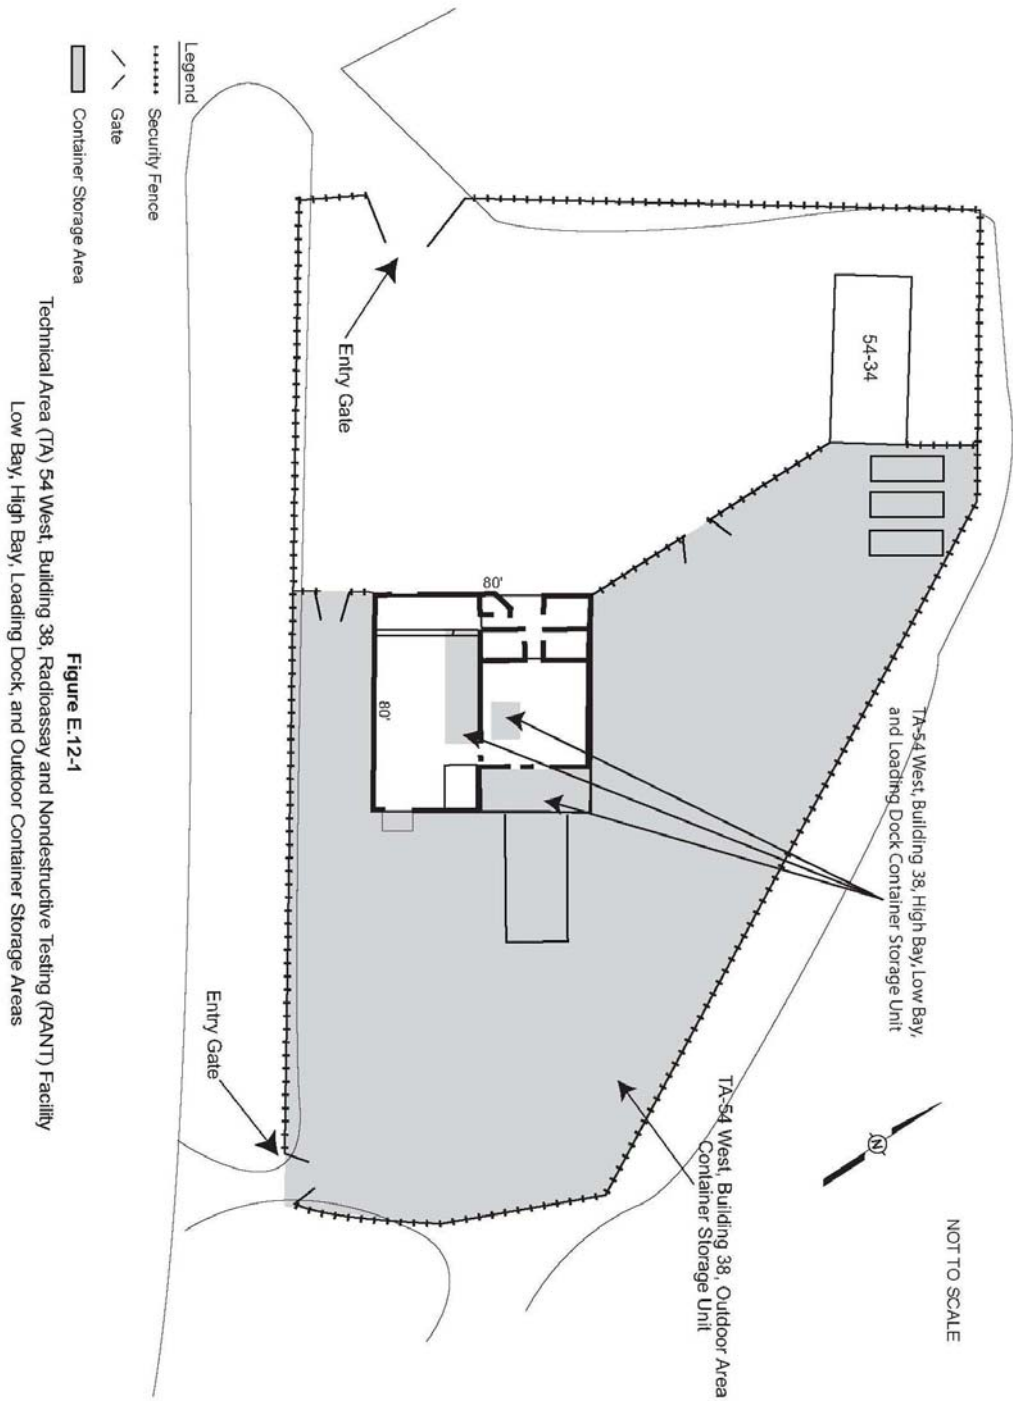 NOT TO SCALE
N
TA-54 West, Building 38, High Bay, Low Bay,
and Loading Dock Container Storage Unit
TA-54 West, Building 38, Outdoor Area
Container Storage Unit
54-34
80'
80'
Entry Gate
Entry Gate
Legend
Security Fence
Gate
Container Storage Area
Figure E.12-1
Technical Area (TA) 54 West, Building 38, Radioassay and Nondestructive Testing (RANT) Facility
Low Bay, High Bay, Loading Dock, and Outdoor Container Storage Areas